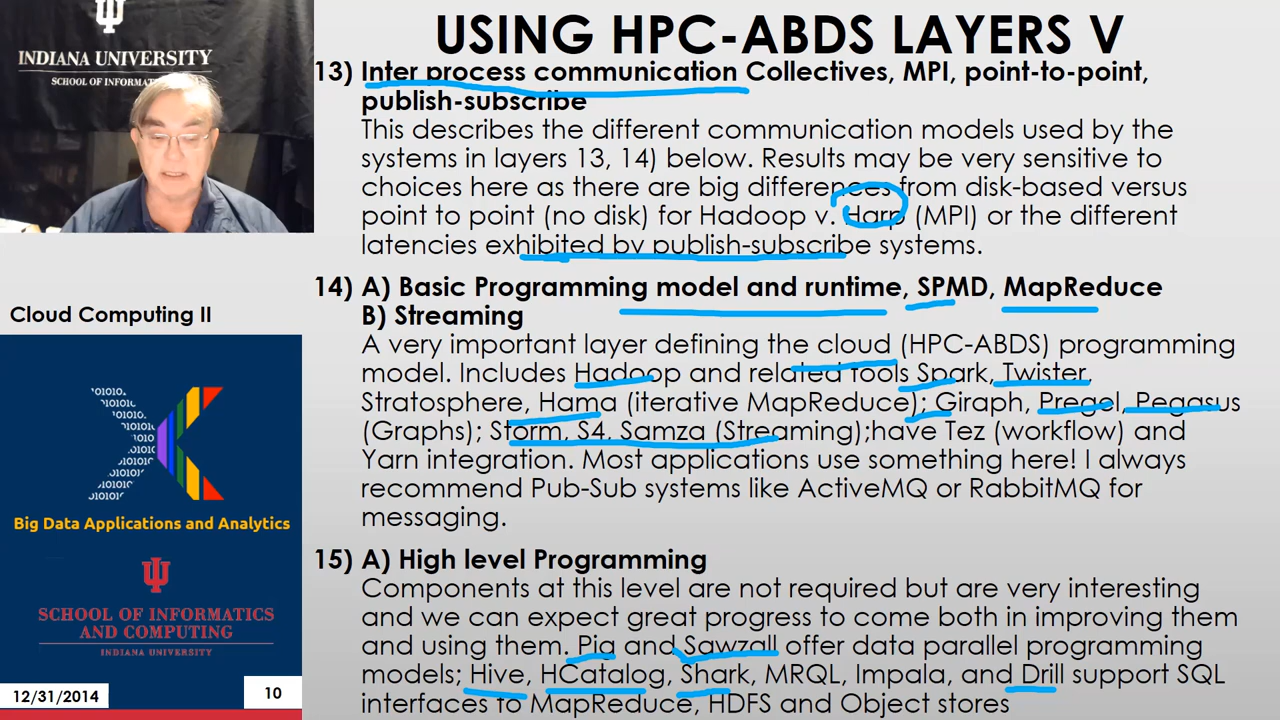 INDIANA UNIVERSITY
USING HPC-ABDS LAYERS V
13) Inter process communication Collectives, MPI, point-to-point,
publish-subscribe
This describes the different communication models used by the
systems in layers 13, 14) below. Results may be very sensitive to
choices here as there are big differences from disk-based versus
point to point (no disk) for Hadoop v. Harp (MPI) or the different
latencies exhibited by publish-subscribe systems.
14) A) Basic Programming model and runtime, SPMD, MapReduce
B) Streaming
A very important layer defining the cloud (HPC-ABDS) programming
model. Includes Hadoop and related tools Spark, Twister,
Stratosphere, Hama (iterative MapReduce); Giraph, Pregel, Pegasus
(Graphs); Storm, S4, Samza (Streaming);have Tez (workflow) and
Yarn integration. Most applications use something here! I always
recommend Pub-Sub systems like ActiveMQ or RabbitMQ for
messaging.
15) A) High level Programming
Components at this level are not required but are very interesting
and we can expect great progress to come both in improving them
and using them. Pig and Sawzall offer data parallel programming
models; Hive, HCatalog, Shark, MRQL, Impala, and Drill support SQL
interfaces to MapReduce, HDFS and Object stores
Cloud Computing II
Big Data Applications and Analytics
SCHOOL OF INFORMATICS
AND COMPUTING
INDIANA UNIVERSITY
12/31/2014
10